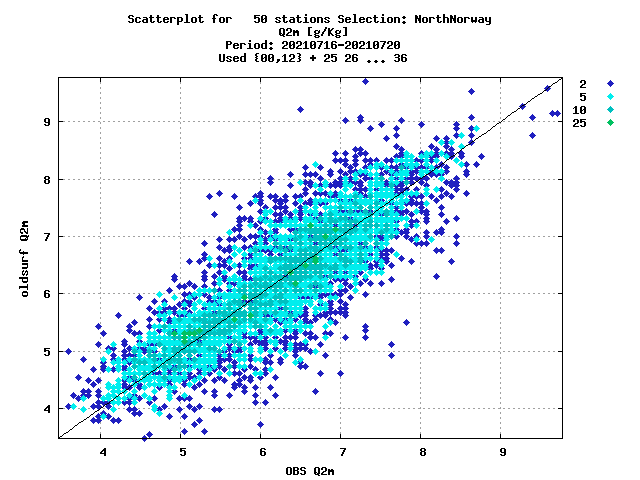 Scatterplot for   50 stations Selection: NorthNorway
Q2m [g/Kg]
Period: 20210716-20210720
Used {00,12} + 25 26 ... 36
2
5
10
25
9
8
7
6
5
4
oldsurf Q2m
4 5 6 7 8 9
OBS Q2m